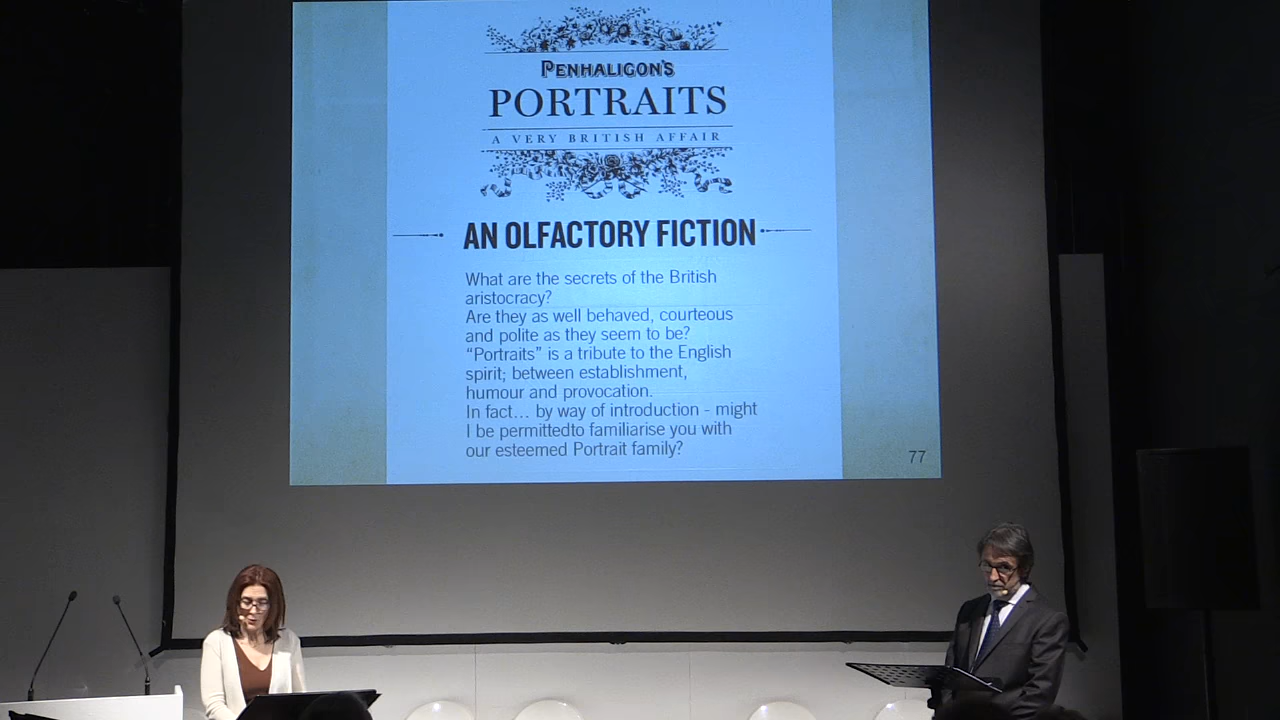 PENHALIGON'S
PORTRAITS
A VERY BRITISH AFFAIR
AN OLFACTORY FICTION
What are the secrets of the British
aristocracy?
Are they as well behaved, courteous
and polite as they seem to be?
“Portraits” is a tribute to the English
spirit; between establishment,
humour and provocation.
In fact… by way of introduction - might
I be permittedto familiarise you with
our esteemed Portrait family?
77